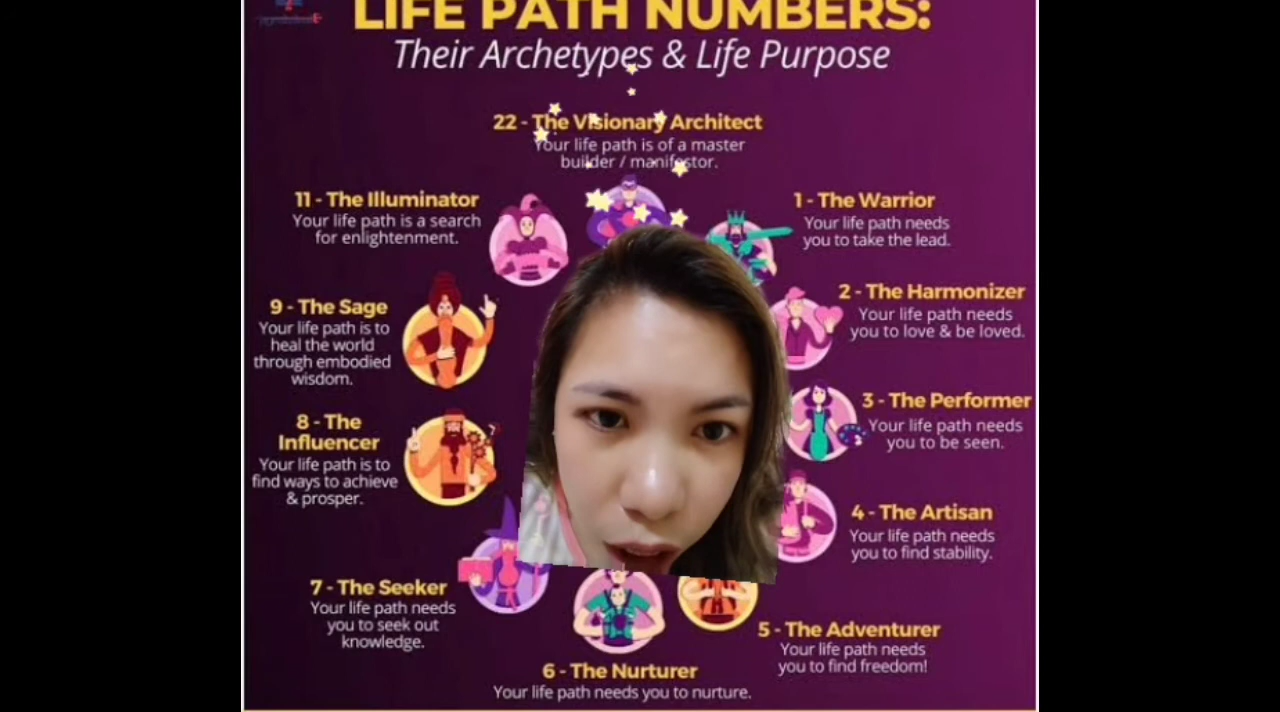 LIFE PATH NUMBERS:
Their Archetypes & Life Purpose
22 - The Visionary Architect
Your life path is of a master
builder / manifestor.
11 - The Illuminator
Your life path is a search
for enlightenment.
1 - The Warrior
Your life path needs
you to take the lead.
9 - The Sage
Your life path is to
heal the world
through embodied
wisdom.
2 - The Harmonizer
Your life path needs
you to love & be loved.
8 - The
Influencer
Your life path is to
find ways to achieve
& prosper.
3 - The Performer
Your life path needs
you to be seen.
4 - The Artisan
Your life path needs
you to find stability.
7 - The Seeker
Your life path needs
you to seek out
knowledge.
5 - The Adventurer
Your life path needs
you to find freedom!
6 - The Nurturer
Your life path needs you to nurture.